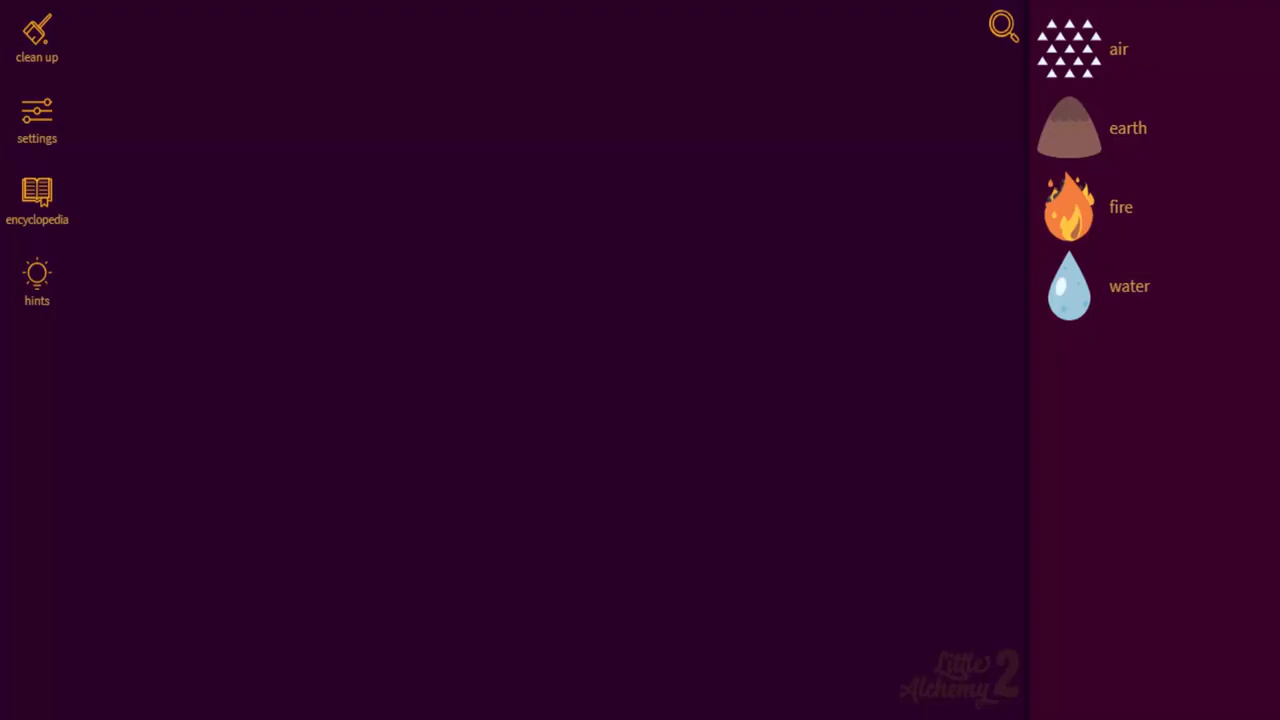 clean up
settings
encyclopedia
hints
air
earth
fire
water
Little
Alchemy 2